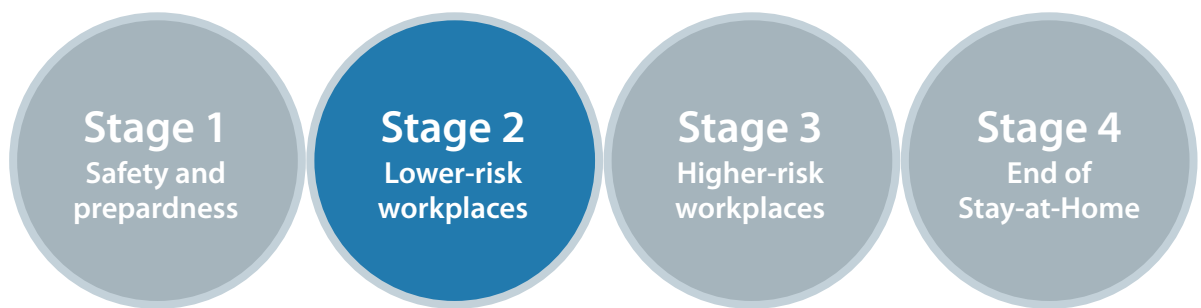 Stage 1
Safety and
prepardness
Stage 2
Lower-risk
workplaces
Stage 3
Higher-risk
workplaces
Stage 4
End of
Stay-at-Home